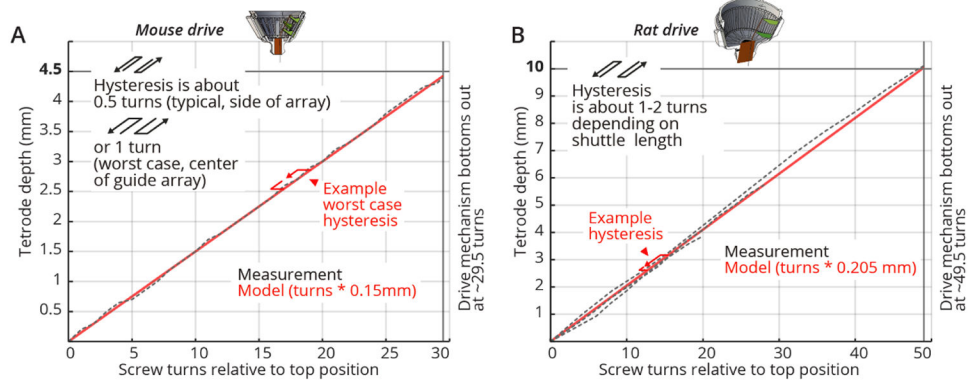 A
Mouse drive
Tetrode depth (mm)
4.5
4
3.5
3
2.5
2
1.5
1
0.5
Hysteresis is about
0.5 turns (typical, side of array)
or 1 turn
(worst case, center
of guide array)
Example
worst case
hysteresis
Measurement
Model (turns * 0.15mm)
0
5
10
15
20
25
30
Screw turns relative to top position
Drive mechanism bottoms out
at ~29.5 turns
B
Rat drive
Tetrode depth (mm)
10
9
8
7
6
5
4
3
2
1
Hysteresis
is about 1-2 turns
depending on
shuttle length
Example
hysteresis
Measurement
Model (turns * 0.205 mm)
0
10
20
30
40
50
Screw turns relative to top position
Drive mechanism bottoms out
at ~49.5 turns